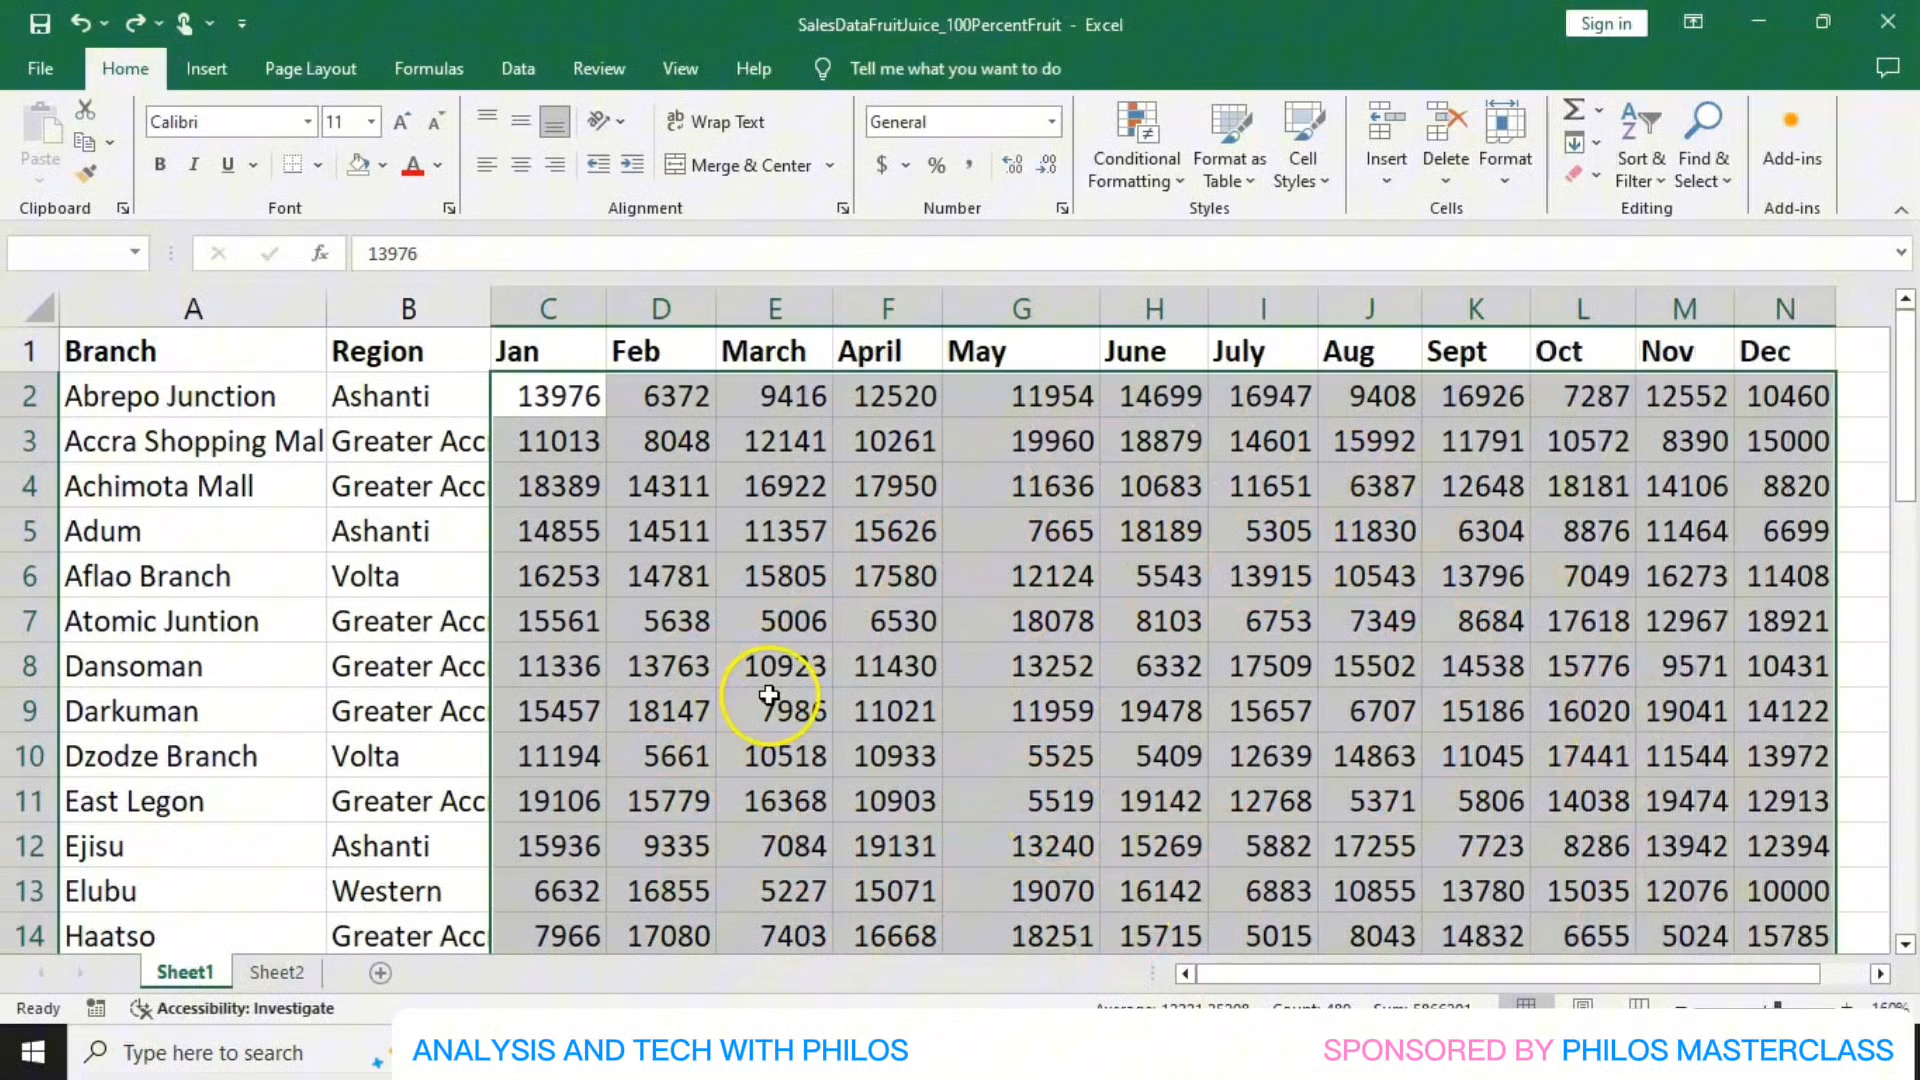 SalesDataFruitJuice_100PercentFruit - Excel
Sign in
File Home Insert Page Layout Formulas Data Review View Help Tell me what you want to do
Paste
Clipboard
Calibri 11
B I U A
Font
Wrap Text
Merge & Center
Alignment
General
$ % ,
Number
Conditional Formatting
Format as Table
Cell Styles
Styles
Insert Delete Format
Cells
Sort & Filter
Find & Select
Editing
Add-ins
Add-ins
fx 13976
A B C D E F G H I J K L M N
1 Branch Region Jan Feb March April May June July Aug Sept Oct Nov Dec
2 Abrepo Junction Ashanti 13976 6372 9416 12520 11954 14699 16947 9408 16926 7287 12552 10460
3 Accra Shopping Mal Greater Acc 11013 8048 12141 10261 19960 18879 14601 15992 11791 10572 8390 15000
4 Achimota Mall Greater Acc 18389 14311 16922 17950 11636 10683 11651 6387 12648 18181 14106 8820
5 Adum Ashanti 14855 14511 11357 15626 7665 18189 5305 11830 6304 8876 11464 6699
6 Aflao Branch Volta 16253 14781 15805 17580 12124 5543 13915 10543 13796 7049 16273 11408
7 Atomic Juntion Greater Acc 15561 5638 5006 6530 18078 8103 6753 7349 8684 17618 12967 18921
8 Dansoman Greater Acc 11336 13763 10923 11430 13252 6332 17509 15502 14538 15776 9571 10431
9 Darkuman Greater Acc 15457 18147 7986 11021 11959 19478 15657 6707 15186 16020 19041 14122
10 Dzodze Branch Volta 11194 5661 10518 10933 5525 5409 12639 14863 11045 17441 11544 13972
11 East Legon Greater Acc 19106 15779 16368 10903 5519 19142 12768 5371 5806 14038 19474 12913
12 Ejisu Ashanti 15936 9335 7084 19131 13240 15269 5882 17255 7723 8286 13942 12394
13 Elubu Western 6632 16855 5227 15071 19070 16142 6883 10855 13780 15035 12076 10000
14 Haatso Greater Acc 7966 17080 7403 16668 18251 15715 5015 8043 14832 6655 5024 15785
Sheet1 Sheet2
Ready Accessibility: Investigate
Type here to search
ANALYSIS AND TECH WITH PHILOS
SPONSORED BY PHILOS MASTERCLASS